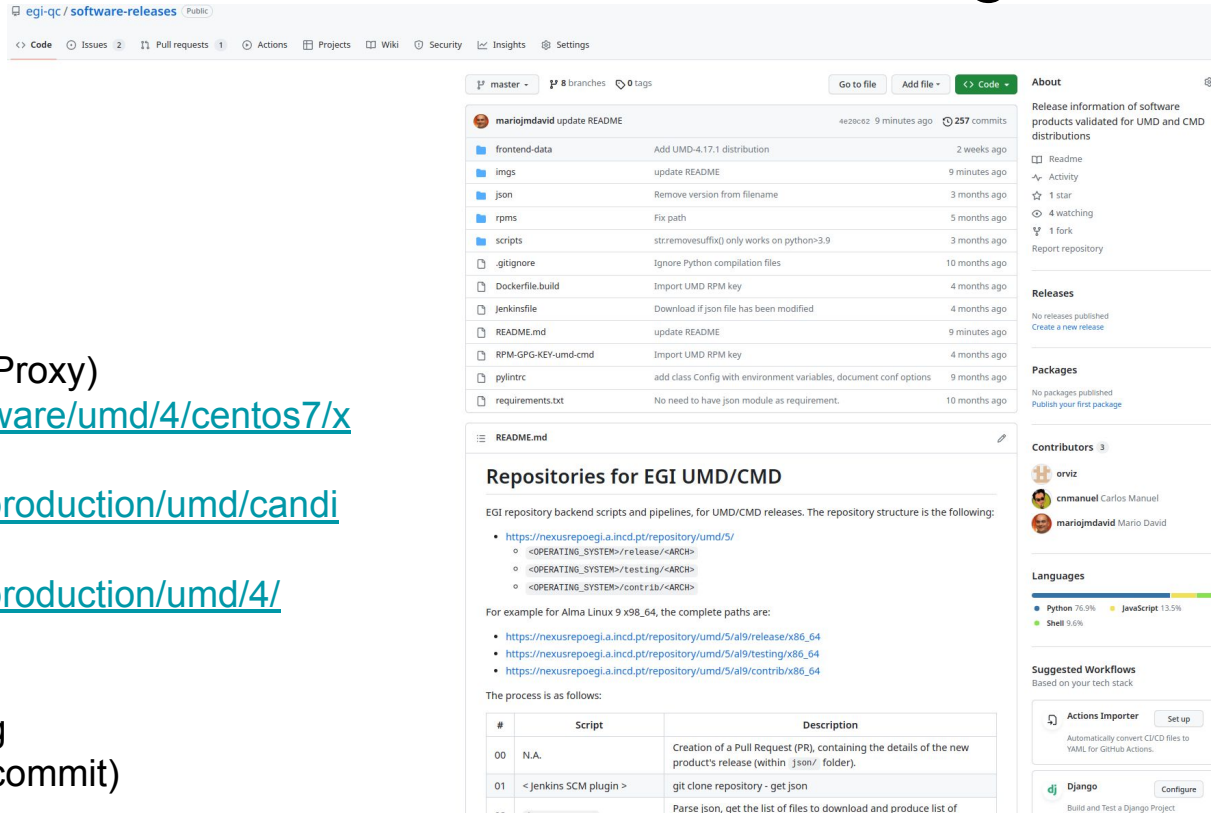 egi-qc / software-releases Public
<> Code Issues 2 Pull requests 1 Actions Projects Wiki Security Insights Settings
master 8 branches 0 tags Go to file Add file <> Code
mariojmdavid update README 4e20c62 9 minutes ago 257 commits
frontend-data Add UMD-4.17.1 distribution 2 weeks ago
imgs update README 9 minutes ago
json Remove version from filename 3 months ago
rpms Fix path 5 months ago
scripts str.removesuffix() only works on python>3.9 3 months ago
.gitignore Ignore Python compilation files 10 months ago
Dockerfile.build Import UMD RPM key 4 months ago
Jenkinsfile Download if json file has been modified 4 months ago
README.md update README 9 minutes ago
RPM-GPG-KEY-umd-cmd Import UMD RPM key 4 months ago
pylintrc add class Config with environment variables, document conf options 9 months ago
requirements.txt No need to have json module as requirement. 10 months ago
README.md
Repositories for EGI UMD/CMD
EGI repository backend scripts and pipelines, for UMD/CMD releases. The repository structure is the following:
https://nexusrepoegi.a.incd.pt/repository/umd/5/
<OPERATING_SYSTEM>/release/<ARCH>
<OPERATING_SYSTEM>/testing/<ARCH>
<OPERATING_SYSTEM>/contrib/<ARCH>
For example for Alma Linux 9 x98_64, the complete paths are:
https://nexusrepoegi.a.incd.pt/repository/umd/5/al9/release/x86_64
https://nexusrepoegi.a.incd.pt/repository/umd/5/al9/testing/x86_64
https://nexusrepoegi.a.incd.pt/repository/umd/5/al9/contrib/x86_64
The process is as follows:
# Script Description
00 N.A. Creation of a Pull Request (PR), containing the details of the new
product's release (within json/ folder).
01 < Jenkins SCM plugin > git clone repository - get json
Parse json, get the list of files to download and produce list of
About
Release information of software
products validated for UMD and CMD
distributions
Readme
Activity
1 star
4 watching
1 fork
Report repository
Releases
No releases published
Create a new release
Packages
No packages published
Publish your first package
Contributors 3
orviz
cnmanuel Carlos Manuel
mariojmdavid Mario David
Languages
Python 76.9% JavaScript 13.5%
Shell 9.6%
Suggested Workflows
Based on your tech stack
Actions Importer Set up
Automatically convert CI/CD files to
YAML for GitHub Actions.
dj Django Configure
Build and Test a Django Project
Proxy)
ware/umd/4/centos7/x
production/umd/candi
production/umd/4/
g
commit)